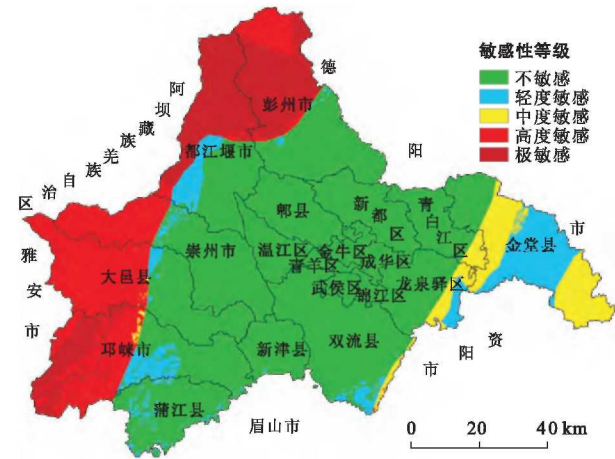 敏感性等级
不敏感
轻度敏感
中度敏感
高度敏感
极敏感
德
阳
市
阿坝藏族羌族自治区
雅安市
资阳市
眉山市
彭州市
都江堰市
郫县
新都区
青白江区
金堂县
崇州市
温江区
金牛区
青羊区
成华区
武侯区
锦江区
龙泉驿区
大邑县
邛崃市
新津县
双流县
蒲江县
0 20 40 km